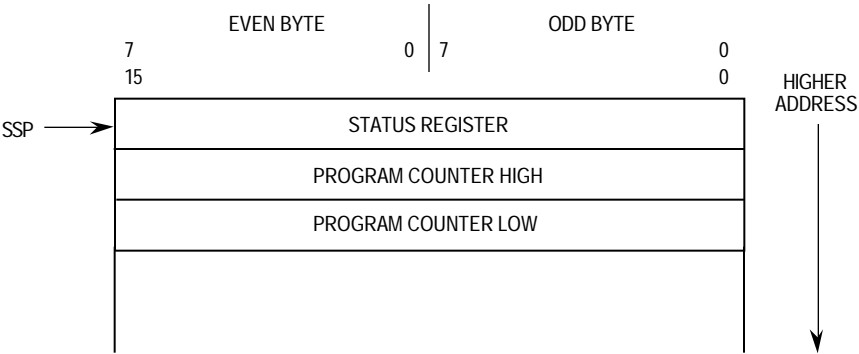 EVEN BYTE ODD BYTE
7 0 7 0
15 0
HIGHER
ADDRESS
SSP STATUS REGISTER
PROGRAM COUNTER HIGH
PROGRAM COUNTER LOW